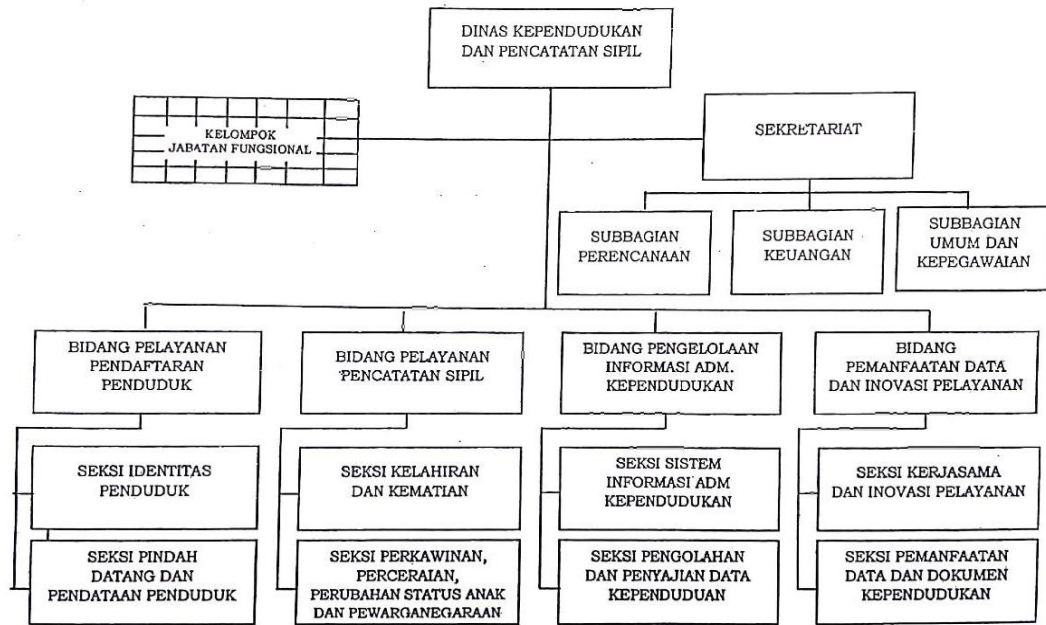 DINAS KEPENDUDUKAN
DAN PENCATATAN SIPIL
KELOMPOK
JABATAN FUNGSIONAL
SEKRETARIAT
SUBBAGIAN
PERENCANAAN
SUBBAGIAN
KEUANGAN
SUBBAGIAN
UMUM DAN
KEPEGAWAIAN
BIDANG PELAYANAN
PENDAFTARAN
PENDUDUK
BIDANG PELAYANAN
PENCATATAN SIPIL
BIDANG PENGELOLAAN
INFORMASI ADM.
KEPENDUDUKAN
BIDANG
PEMANFAATAN DATA
DAN INOVASI PELAYANAN
SEKSI IDENTITAS
PENDUDUK
SEKSI KELAHIRAN
DAN KEMATIAN
SEKSI SISTEM
INFORMASI ADM
KEPENDUDUKAN
SEKSI KERJASAMA
DAN INOVASI PELAYANAN
SEKSI PINDAH
DATANG DAN
PENDATAAN PENDUDUK
SEKSI PERKAWINAN,
PERCERAIAN,
PERUBAHAN STATUS ANAK
DAN PEWARGANEGARAAN
SEKSI PENGOLAHAN
DAN PENYAJIAN DATA
KEPENDUDUAN
SEKSI PEMANFAATAN
DATA DAN DOKUMEN
KEPENDUDUKAN